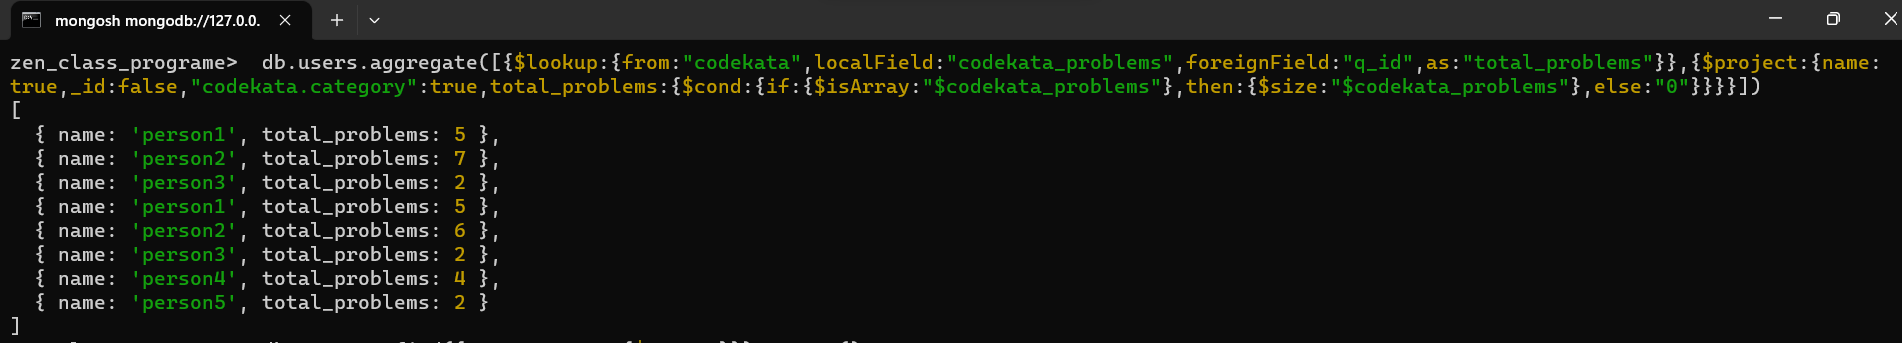 mongosh mongodb://127.0.0.
zen_class_programe>  db.users.aggregate([{$lookup:{from:"codekata",localField:"codekata_problems",foreignField:"q_id",as:"total_problems"}},{$project:{name:
true,_id:false,"codekata.category":true,total_problems:{$cond:{if:{$isArray:"$codekata_problems"},then:{$size:"$codekata_problems"},else:"0"}}}}])
[
  { name: 'person1', total_problems: 5 },
  { name: 'person2', total_problems: 7 },
  { name: 'person3', total_problems: 2 },
  { name: 'person1', total_problems: 5 },
  { name: 'person2', total_problems: 6 },
  { name: 'person3', total_problems: 2 },
  { name: 'person4', total_problems: 4 },
  { name: 'person5', total_problems: 2 }
]